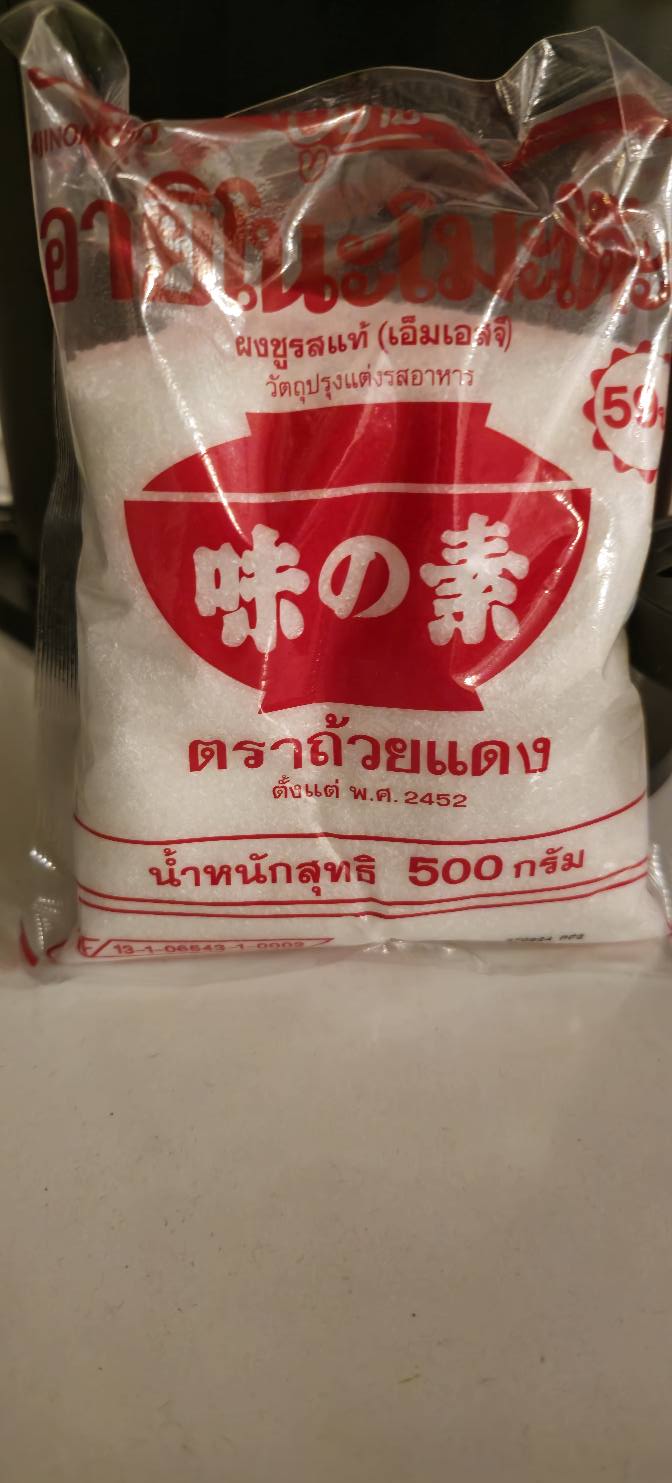 AJINOMOTO
อายิโนะโมะโต๊ะ
ผงชูรสแท้ (เอ็มเอสจี)
วัตถุปรุงแต่งรสอาหาร
59
味の素
ตราถ้วยแดง
ตั้งแต่ พ.ศ. 2452
น้ำหนักสุทธิ 500 กรัม
13-1-06543-1-0003